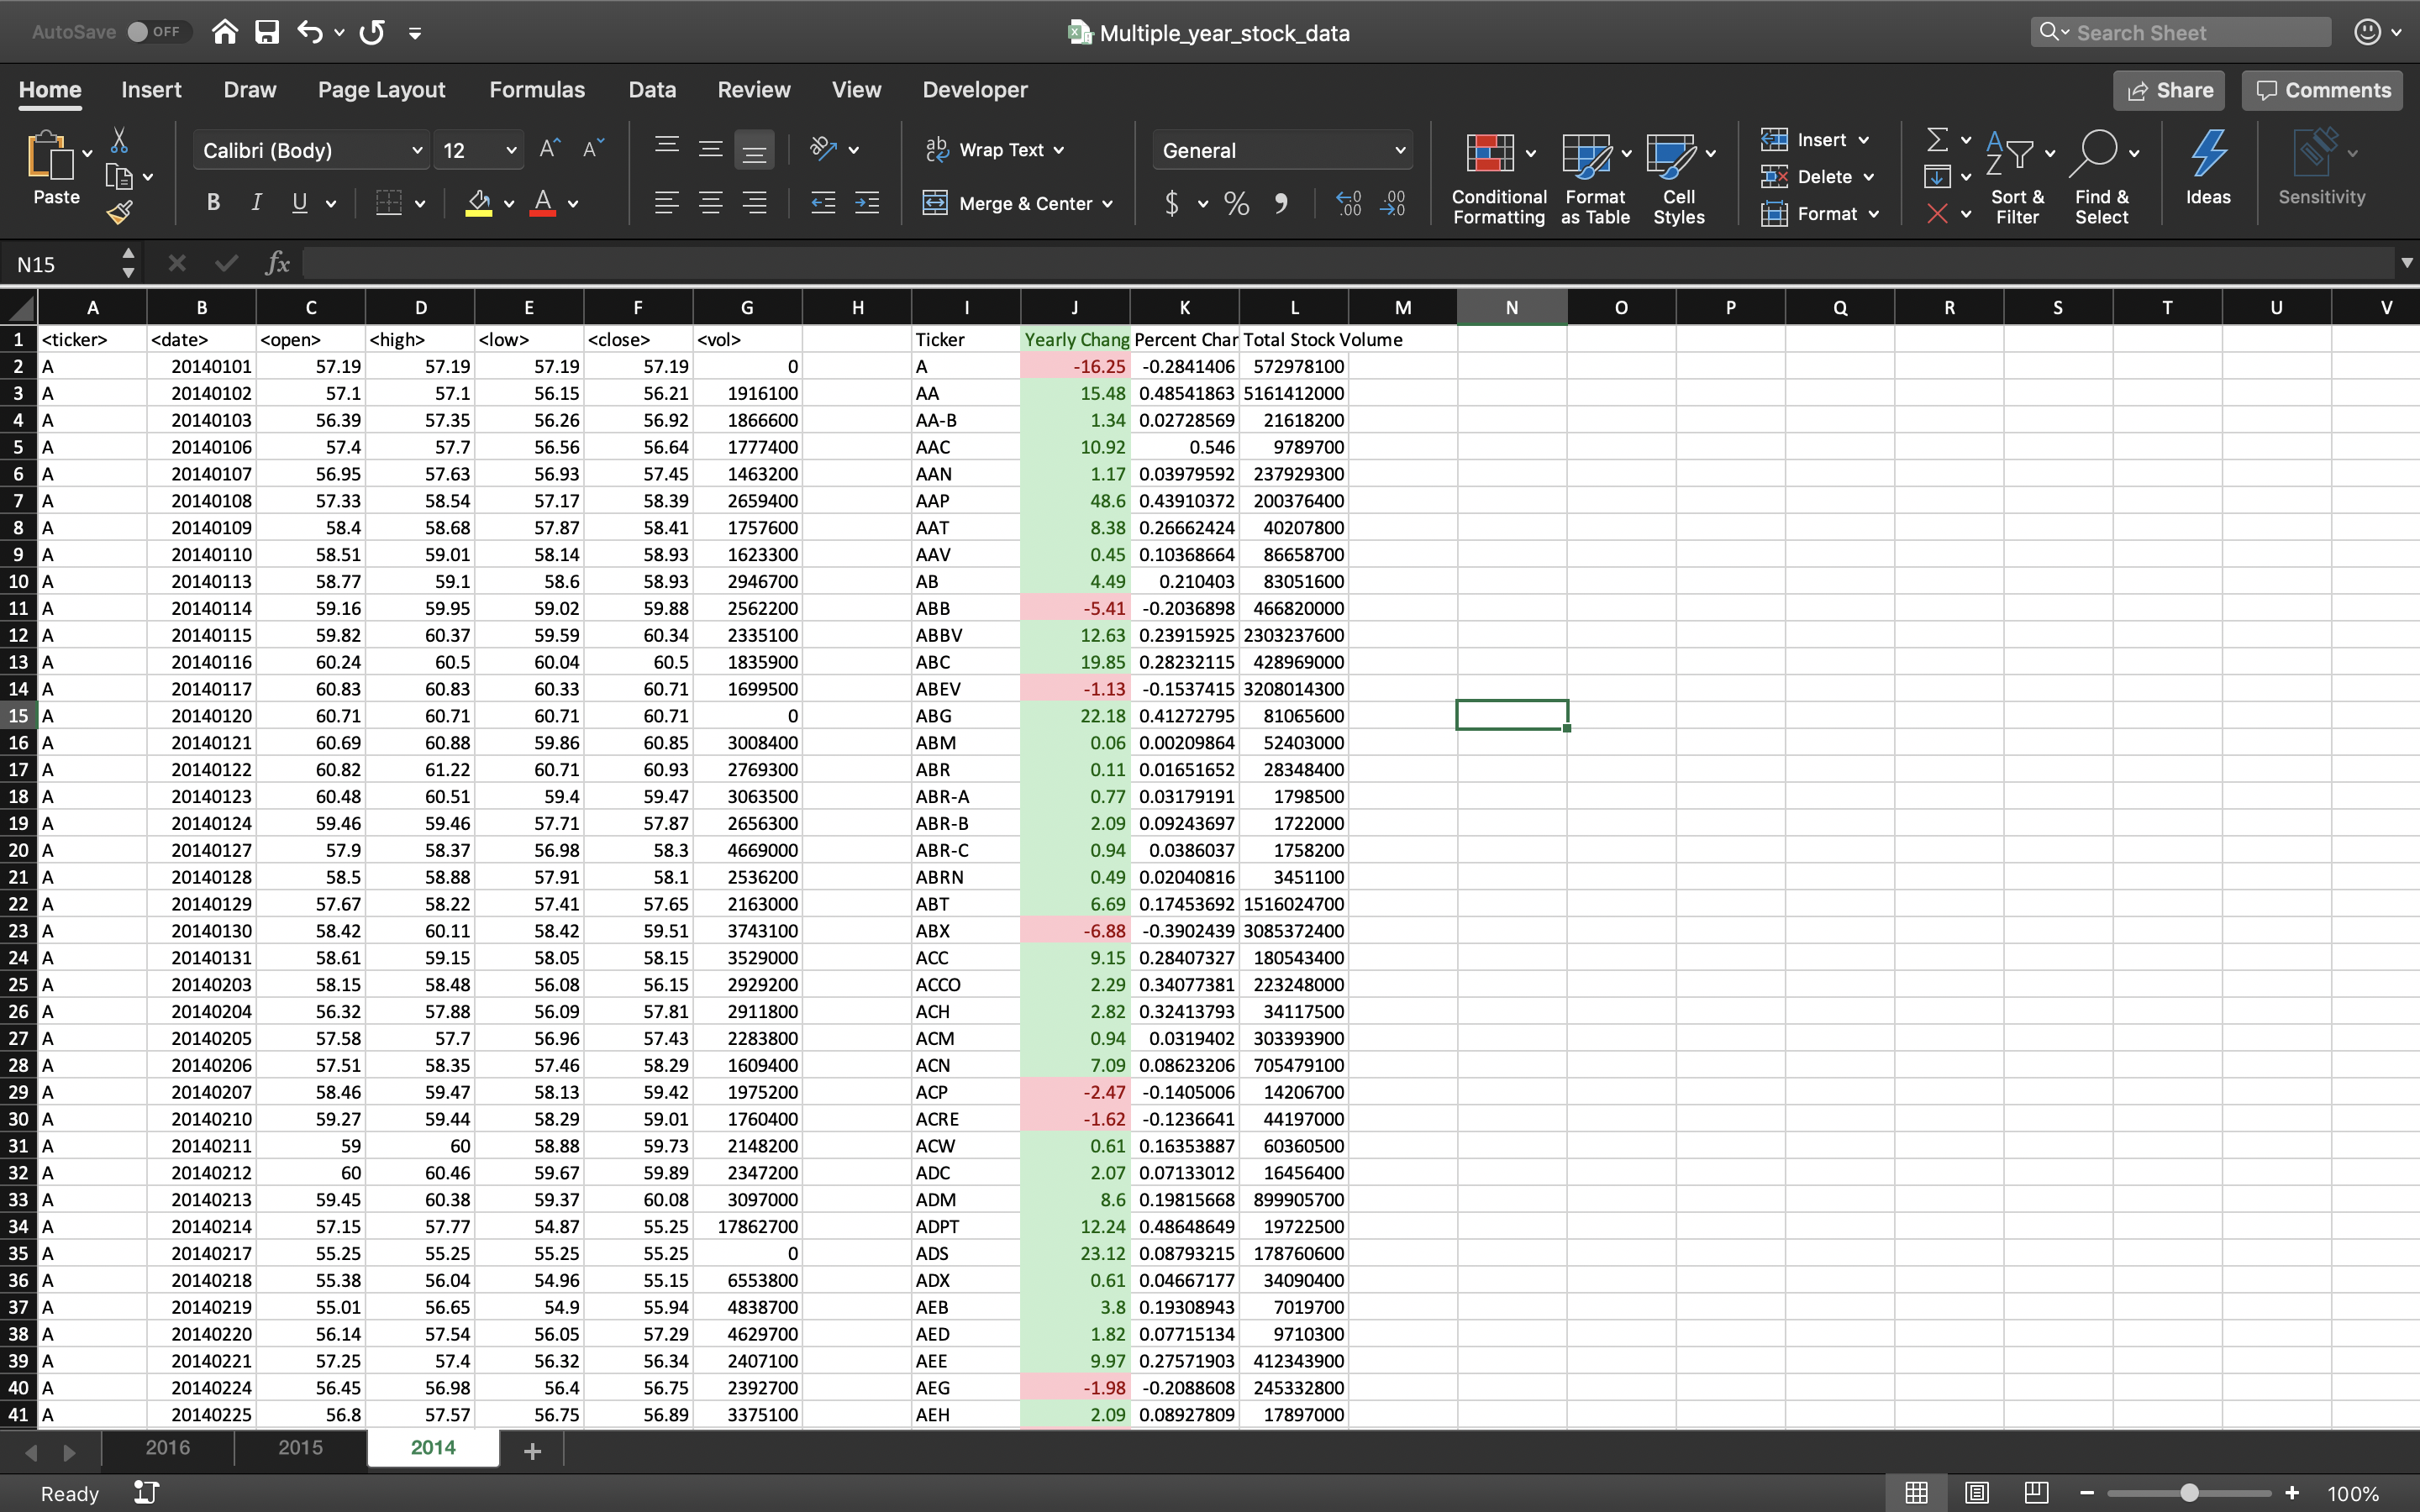 AutoSave OFF Multiple_year_stock_data Search Sheet
Home Insert Draw Page Layout Formulas Data Review View Developer Share Comments
Paste Calibri (Body) 12 A^ A˅ ab Wrap Text General Conditional Formatting Format as Table Cell Styles Insert Delete Format Sort & Filter Find & Select Ideas Sensitivity
B I U A Merge & Center $ % , .00 .0
N15 fx
A B C D E F G H I J K L M N O P Q R S T U V
1 <ticker> <date> <open> <high> <low> <close> <vol> Ticker Yearly Chang Percent Char Total Stock Volume
2 A 20140101 57.19 57.19 57.19 57.19 0 A -16.25 -0.2841406 572978100
3 A 20140102 57.1 57.1 56.15 56.21 1916100 AA 15.48 0.48541863 5161412000
4 A 20140103 56.39 57.35 56.26 56.92 1866600 AA-B 1.34 0.02728569 21618200
5 A 20140106 57.4 57.7 56.56 56.64 1777400 AAC 10.92 0.546 9789700
6 A 20140107 56.95 57.63 56.93 57.45 1463200 AAN 1.17 0.03979592 237929300
7 A 20140108 57.33 58.54 57.17 58.39 2659400 AAP 48.6 0.43910372 200376400
8 A 20140109 58.4 58.68 57.87 58.41 1757600 AAT 8.38 0.26662424 40207800
9 A 20140110 58.51 59.01 58.14 58.93 1623300 AAV 0.45 0.10368664 86658700
10 A 20140113 58.77 59.1 58.6 58.93 2946700 AB 4.49 0.210403 83051600
11 A 20140114 59.16 59.95 59.02 59.88 2562200 ABB -5.41 -0.2036898 466820000
12 A 20140115 59.82 60.37 59.59 60.34 2335100 ABBV 12.63 0.23915925 2303237600
13 A 20140116 60.24 60.5 60.04 60.5 1835900 ABC 19.85 0.28232115 428969000
14 A 20140117 60.83 60.83 60.33 60.71 1699500 ABEV -1.13 -0.1537415 3208014300
15 A 20140120 60.71 60.71 60.71 60.71 0 ABG 22.18 0.41272795 81065600
16 A 20140121 60.69 60.88 59.86 60.85 3008400 ABM 0.06 0.00209864 52403000
17 A 20140122 60.82 61.22 60.71 60.93 2769300 ABR 0.11 0.01651652 28348400
18 A 20140123 60.48 60.51 59.4 59.47 3063500 ABR-A 0.77 0.03179191 1798500
19 A 20140124 59.46 59.46 57.71 57.87 2656300 ABR-B 2.09 0.09243697 1722000
20 A 20140127 57.9 58.37 56.98 58.3 4669000 ABR-C 0.94 0.0386037 1758200
21 A 20140128 58.5 58.88 57.91 58.1 2536200 ABRN 0.49 0.02040816 3451100
22 A 20140129 57.67 58.22 57.41 57.65 2163000 ABT 6.69 0.17453692 1516024700
23 A 20140130 58.42 60.11 58.42 59.51 3743100 ABX -6.88 -0.3902439 3085372400
24 A 20140131 58.61 59.15 58.05 58.15 3529000 ACC 9.15 0.28407327 180543400
25 A 20140203 58.15 58.48 56.08 56.15 2929200 ACCO 2.29 0.34077381 223248000
26 A 20140204 56.32 57.88 56.09 57.81 2911800 ACH 2.82 0.32413793 34117500
27 A 20140205 57.58 57.7 56.96 57.43 2283800 ACM 0.94 0.0319402 303393900
28 A 20140206 57.51 58.35 57.46 58.29 1609400 ACN 7.09 0.08623206 705479100
29 A 20140207 58.46 59.47 58.13 59.42 1975200 ACP -2.47 -0.1405006 14206700
30 A 20140210 59.27 59.44 58.29 59.01 1760400 ACRE -1.62 -0.1236641 44197000
31 A 20140211 59 60 58.88 59.73 2148200 ACW 0.61 0.16353887 60360500
32 A 20140212 60 60.46 59.67 59.89 2347200 ADC 2.07 0.07133012 16456400
33 A 20140213 59.45 60.38 59.37 60.08 3097000 ADM 8.6 0.19815668 899905700
34 A 20140214 57.15 57.77 54.87 55.25 17862700 ADPT 12.24 0.48648649 19722500
35 A 20140217 55.25 55.25 55.25 55.25 0 ADS 23.12 0.08793215 178760600
36 A 20140218 55.38 56.04 54.96 55.15 6553800 ADX 0.61 0.04667177 34090400
37 A 20140219 55.01 56.65 54.9 55.94 4838700 AEB 3.8 0.19308943 7019700
38 A 20140220 56.14 57.54 56.05 57.29 4629700 AED 1.82 0.07715134 9710300
39 A 20140221 57.25 57.4 56.32 56.34 2407100 AEE 9.97 0.27571903 412343900
40 A 20140224 56.45 56.98 56.4 56.75 2392700 AEG -1.98 -0.2088608 245332800
41 A 20140225 56.8 57.57 56.75 56.89 3375100 AEH 2.09 0.08927809 17897000
2016 2015 2014 +
Ready 100%